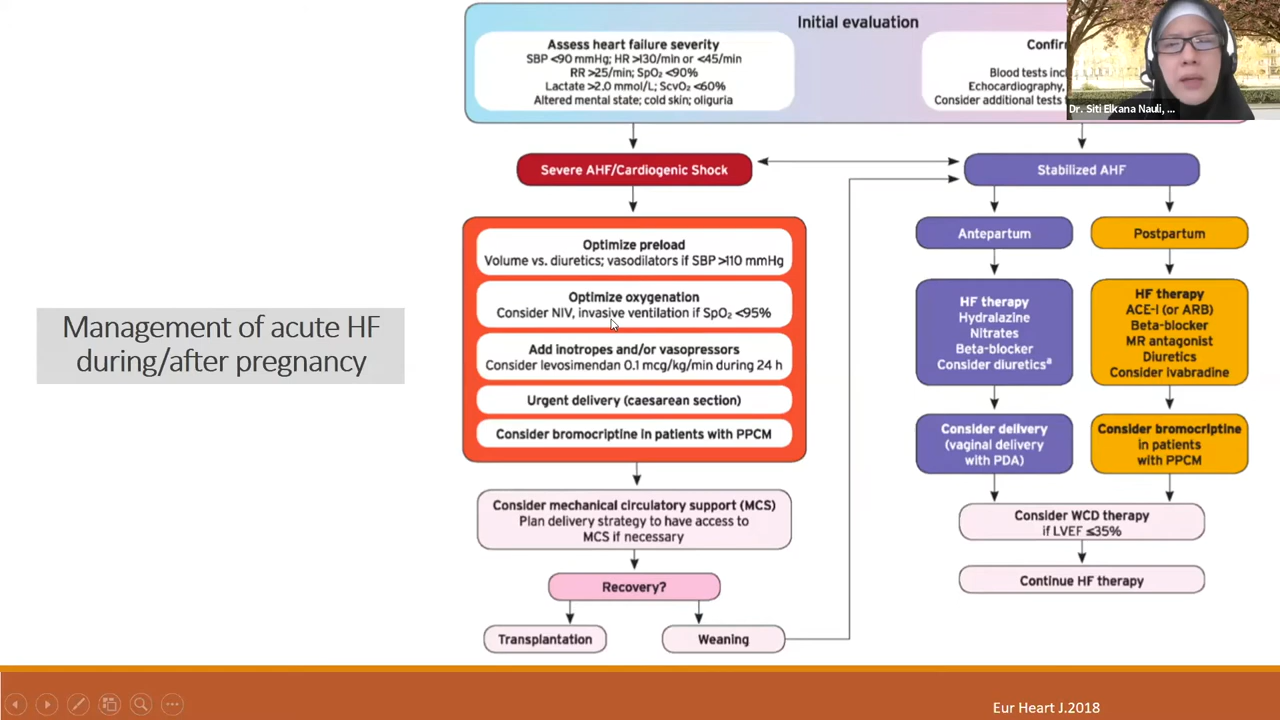 Initial evaluation
Assess heart failure severity
SBP <90 mmHg; HR >130/min or <45/min
RR >25/min; SpO₂ <90%
Lactate >2.0 mmol/L; ScvO₂ <60%
Altered mental state; cold skin; oliguria
Blood tests
Echocardiography,
Consider additional tests
Dr. Siti Elkana Nauli, ...
Severe AHF/Cardiogenic Shock
Stabilized AHF
Optimize preload
Volume vs. diuretics; vasodilators if SBP >110 mmHg
Optimize oxygenation
Consider NIV, invasive ventilation if SpO₂ <95%
Add inotropes and/or vasopressors
Consider levosimendan 0.1 mcg/kg/min during 24 h
Urgent delivery (caesarean section)
Consider bromocriptine in patients with PPCM
Antepartum
Postpartum
HF therapy
Hydralazine
Nitrates
Beta-blocker
Consider diureticsᵃ
HF therapy
ACE-I (or ARB)
Beta-blocker
MR antagonist
Diuretics
Consider Ivabradine
Management of acute HF
during/after pregnancy
Consider delivery
(vaginal delivery
with PDA)
Consider bromocriptine
in patients
with PPCM
Consider mechanical circulatory support (MCS)
Plan delivery strategy to have access to
MCS if necessary
Consider WCD therapy
if LVEF ≤35%
Recovery?
Continue HF therapy
Transplantation
Weaning
Eur Heart J.2018